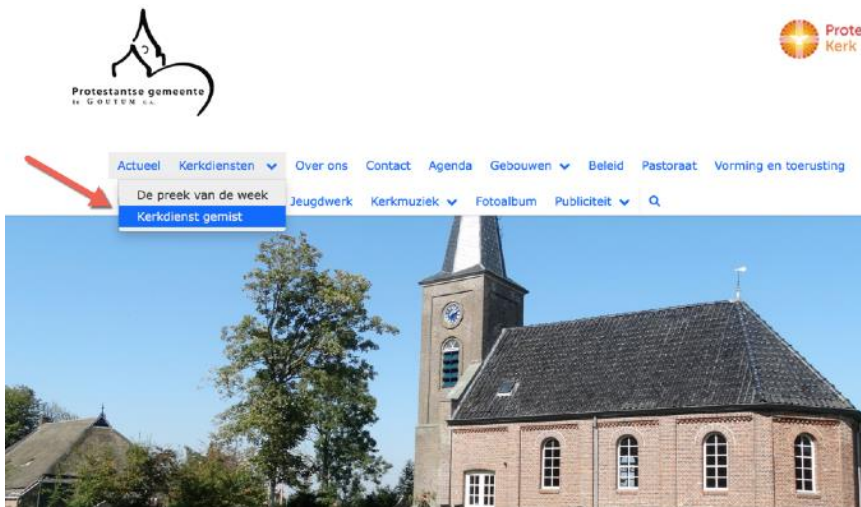 Protestantse gemeente
te GOUTUM e.a.
Prote
Kerk
Actueel Kerkdiensten Over ons Contact Agenda Gebouwen Beleid Pastoraat Vorming en toerusting
De preek van de week
Jeugdwerk Kerkmuziek Fotoalbum Publiciteit
Kerkdienst gemist